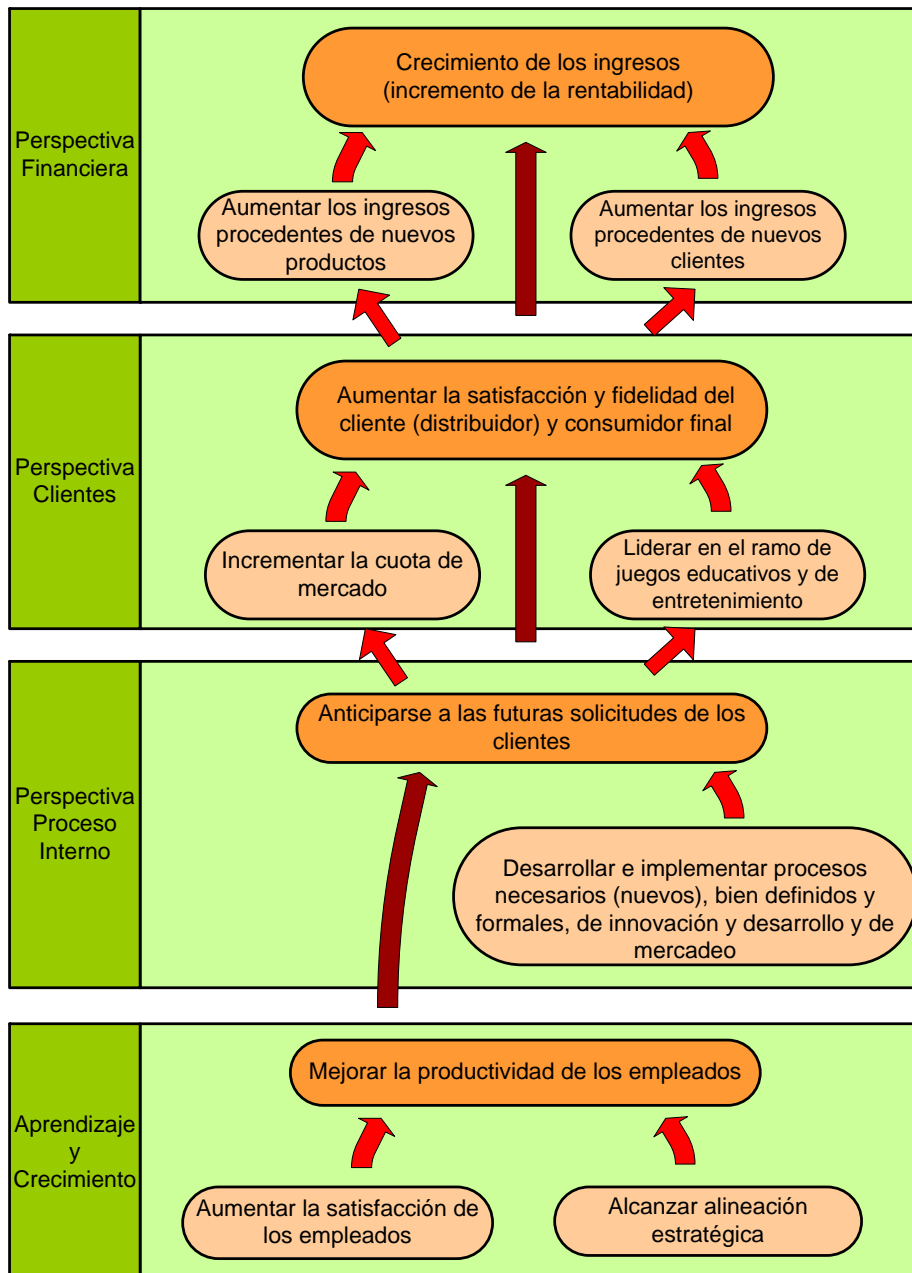 Perspectiva
Financiera
Crecimiento de los ingresos
(incremento de la rentabilidad)
Aumentar los ingresos
procedentes de nuevos
productos
Aumentar los ingresos
procedentes de nuevos
clientes
Perspectiva
Clientes
Aumentar la satisfacción y fidelidad del
cliente (distribuidor) y consumidor final
Incrementar la cuota de
mercado
Liderar en el ramo de
juegos educativos y de
entretenimiento
Perspectiva
Proceso
Interno
Anticiparse a las futuras solicitudes de los
clientes
Desarrollar e implementar procesos
necesarios (nuevos), bien definidos y
formales, de innovación y desarrollo y de
mercadeo
Aprendizaje
y
Crecimiento
Mejorar la productividad de los empleados
Aumentar la satisfacción de
los empleados
Alcanzar alineación
estratégica